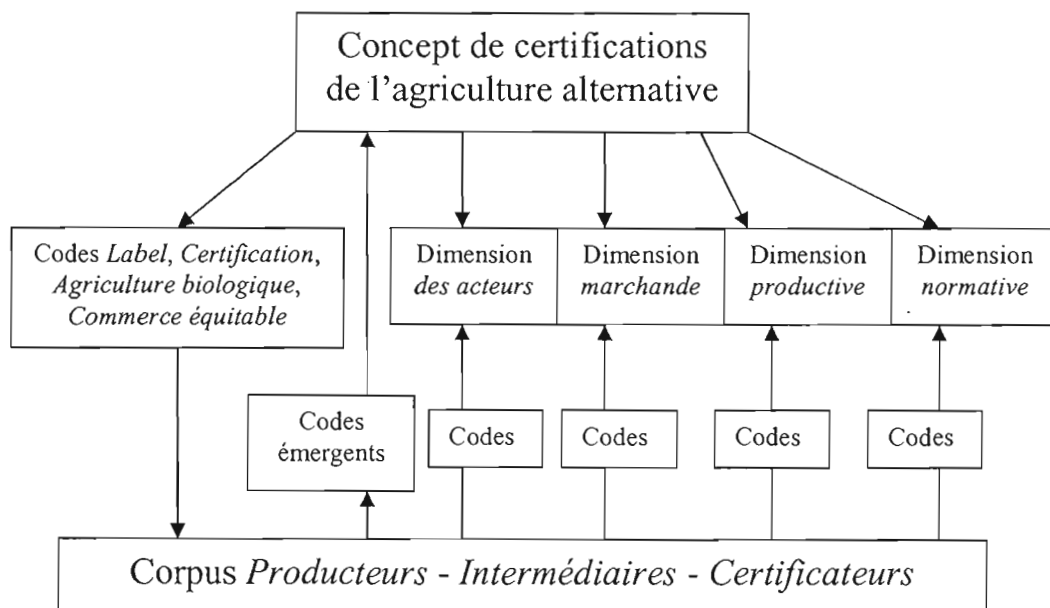 Concept de certifications
de l'agriculture alternative
Codes Label, Certification,
Agriculture biologique,
Commerce équitable
Dimension
des acteurs
Dimension
marchande
Dimension
productive
Dimension
normative
Codes
émergents
Codes
Codes
Codes
Codes
Corpus Producteurs - Intermédiaires - Certificateurs